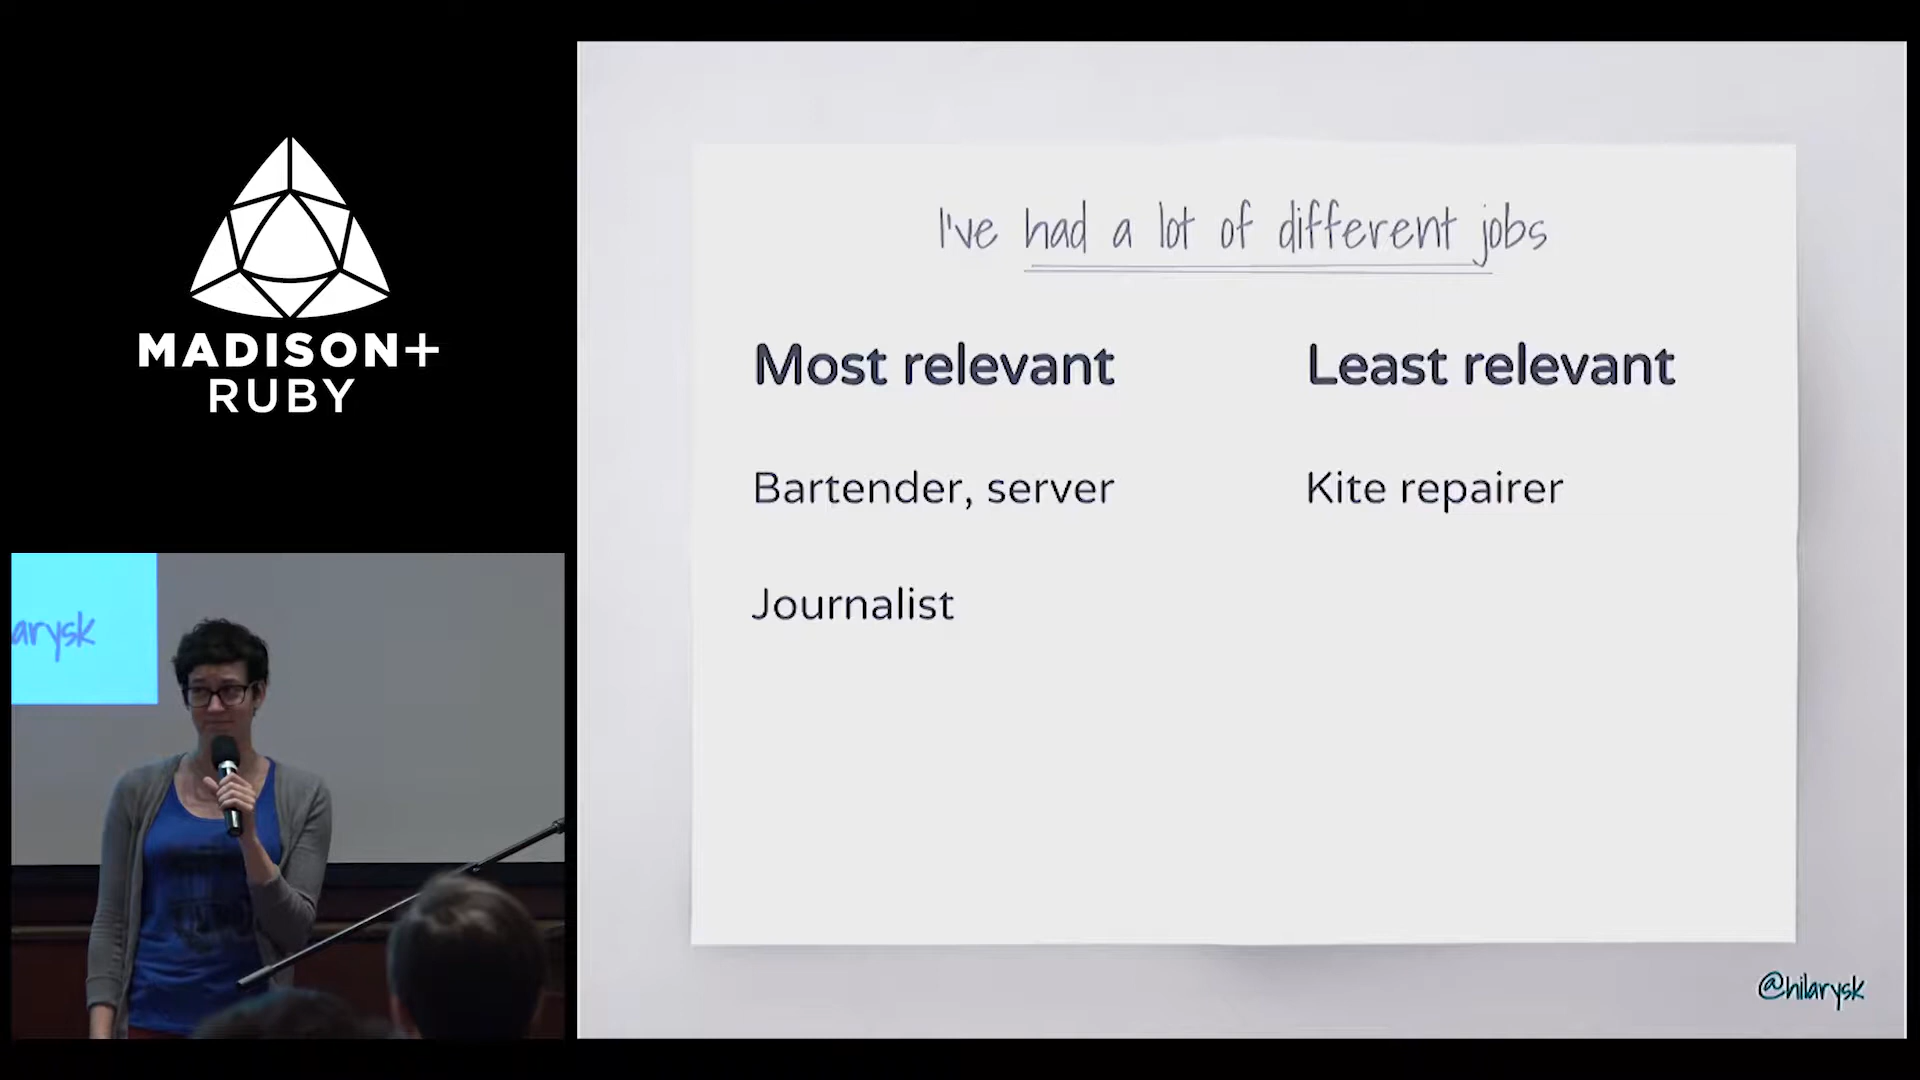 MADISON+
RUBY
I've had a lot of different jobs
Most relevant
Least relevant
Bartender, server
Kite repairer
Journalist
arysk
@hilarysk